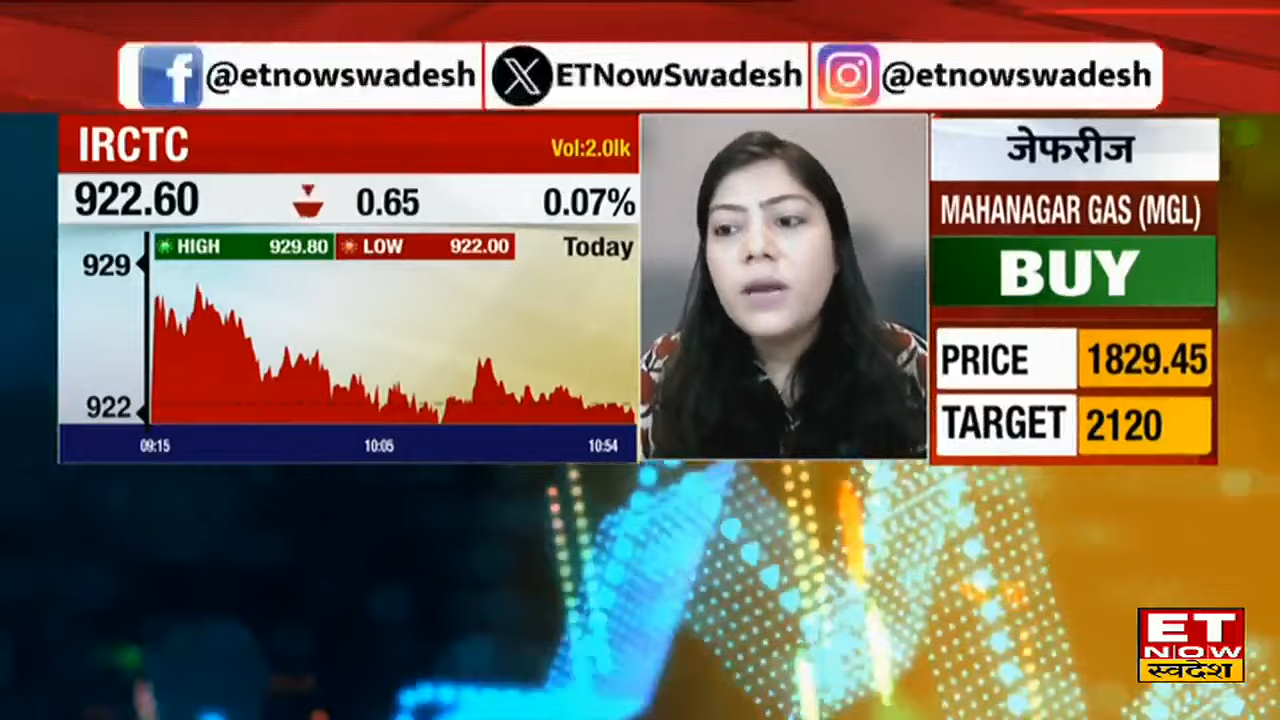 @etnowswadesh
ETNowSwadesh
@etnowswadesh
IRCTC
Vol:2.0lk
922.60
0.65
0.07%
HIGH 929.80
LOW 922.00
Today
929
922
09:15
10:05
10:54
जेफरीज
MAHANAGAR GAS (MGL)
BUY
PRICE 1829.45
TARGET 2120
ET
NOW
स्वदेश